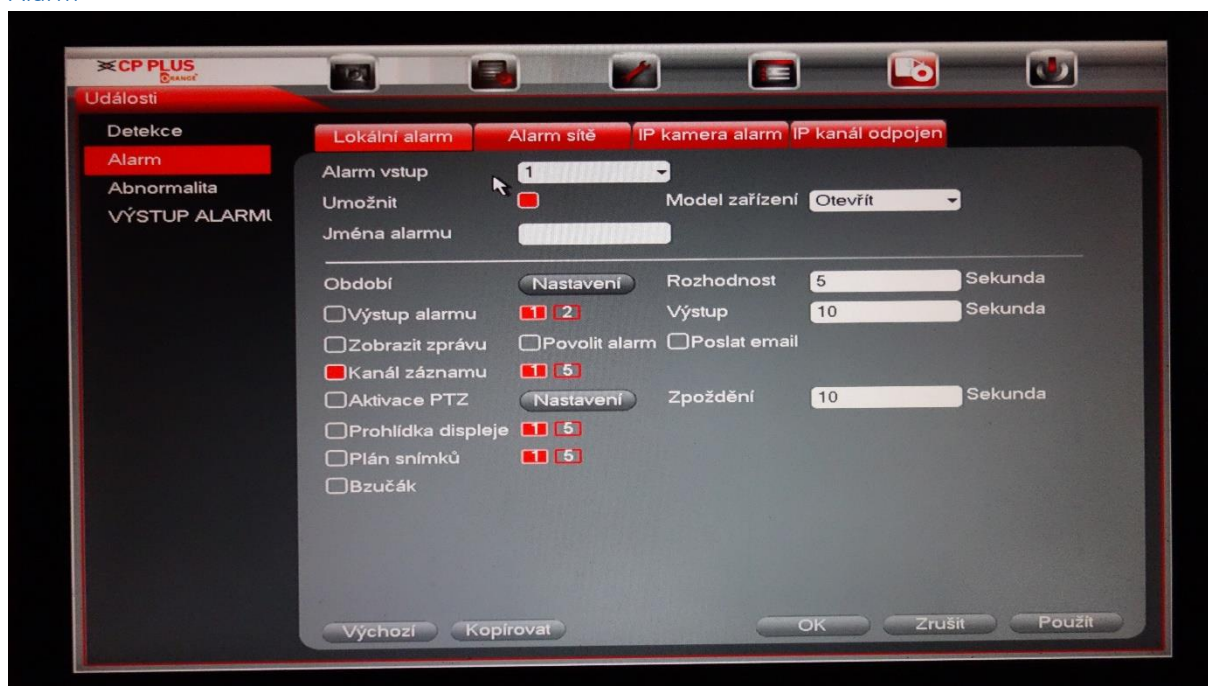 CP PLUS
ORANGE
Události
Detekce
Alarm
Abnormalita
VÝSTUP ALARMU
Lokální alarm
Alarm sítě
IP kamera alarm
IP kanál odpojen
Alarm vstup 1
Umožnit Model zařízení Otevřít
Jména alarmu
Období Nastavení Rozhodnost 5 Sekunda
Výstup alarmu 1 2 Výstup 10 Sekunda
Zobrazit zprávu Povolit alarm Poslat email
Kanál záznamu 1 5
Aktivace PTZ Nastavení Zpoždění 10 Sekunda
Prohlídka displeje 1 5
Plán snímků 1 5
Bzučák
Výchozí Kopírovat OK Zrušit Použít